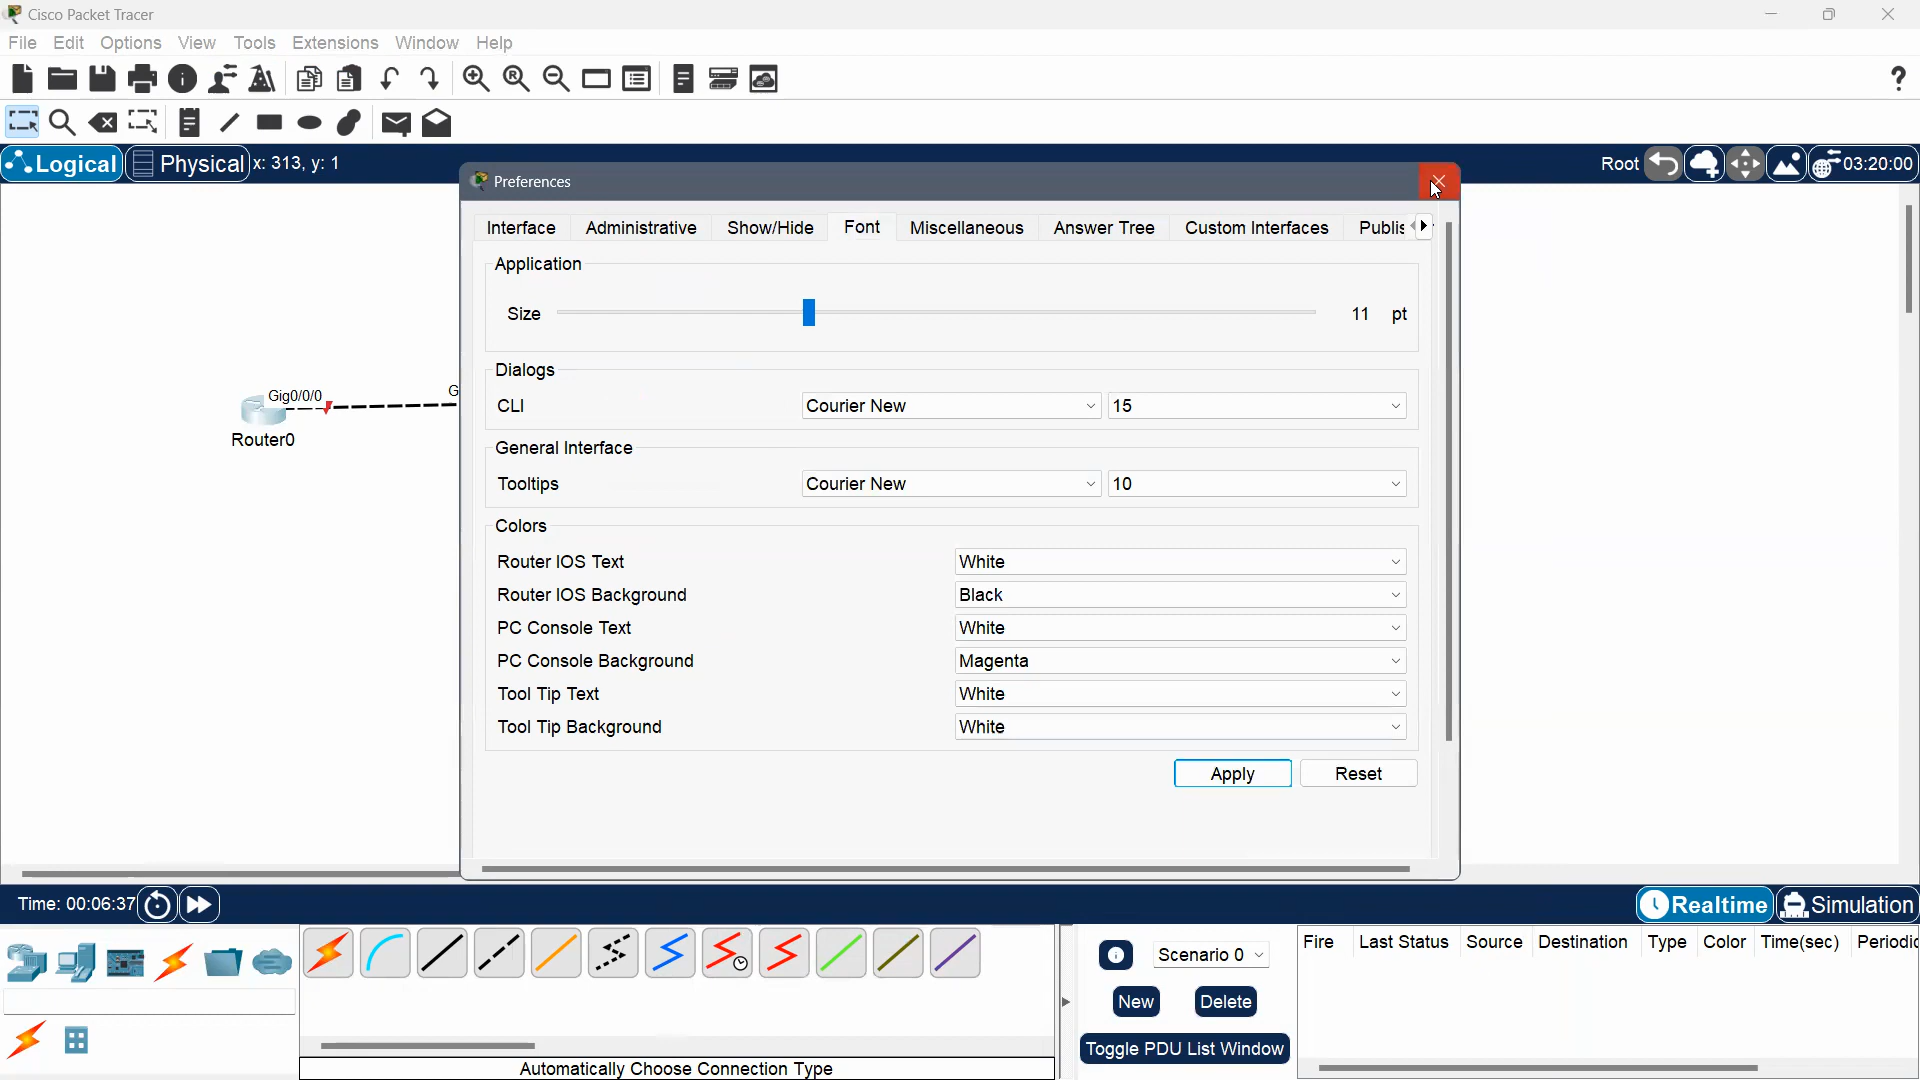 Cisco Packet Tracer
File Edit Options View Tools Extensions Window Help
Logical Physical x: 313, y: 1 Root 03:20:00
Preferences
Interface Administrative Show/Hide Font Miscellaneous Answer Tree Custom Interfaces Publis
Application
Size 11 pt
Dialogs
CLI Courier New 15
General Interface
Tooltips Courier New 10
Colors
Router IOS Text White
Router IOS Background Black
PC Console Text White
PC Console Background Magenta
Tool Tip Text White
Tool Tip Background White
Apply Reset
Gig0/0/0 G
Router0
Time: 00:06:37 Realtime Simulation
Scenario 0
New Delete
Toggle PDU List Window
Fire Last Status Source Destination Type Color Time(sec) Periodic
Automatically Choose Connection Type